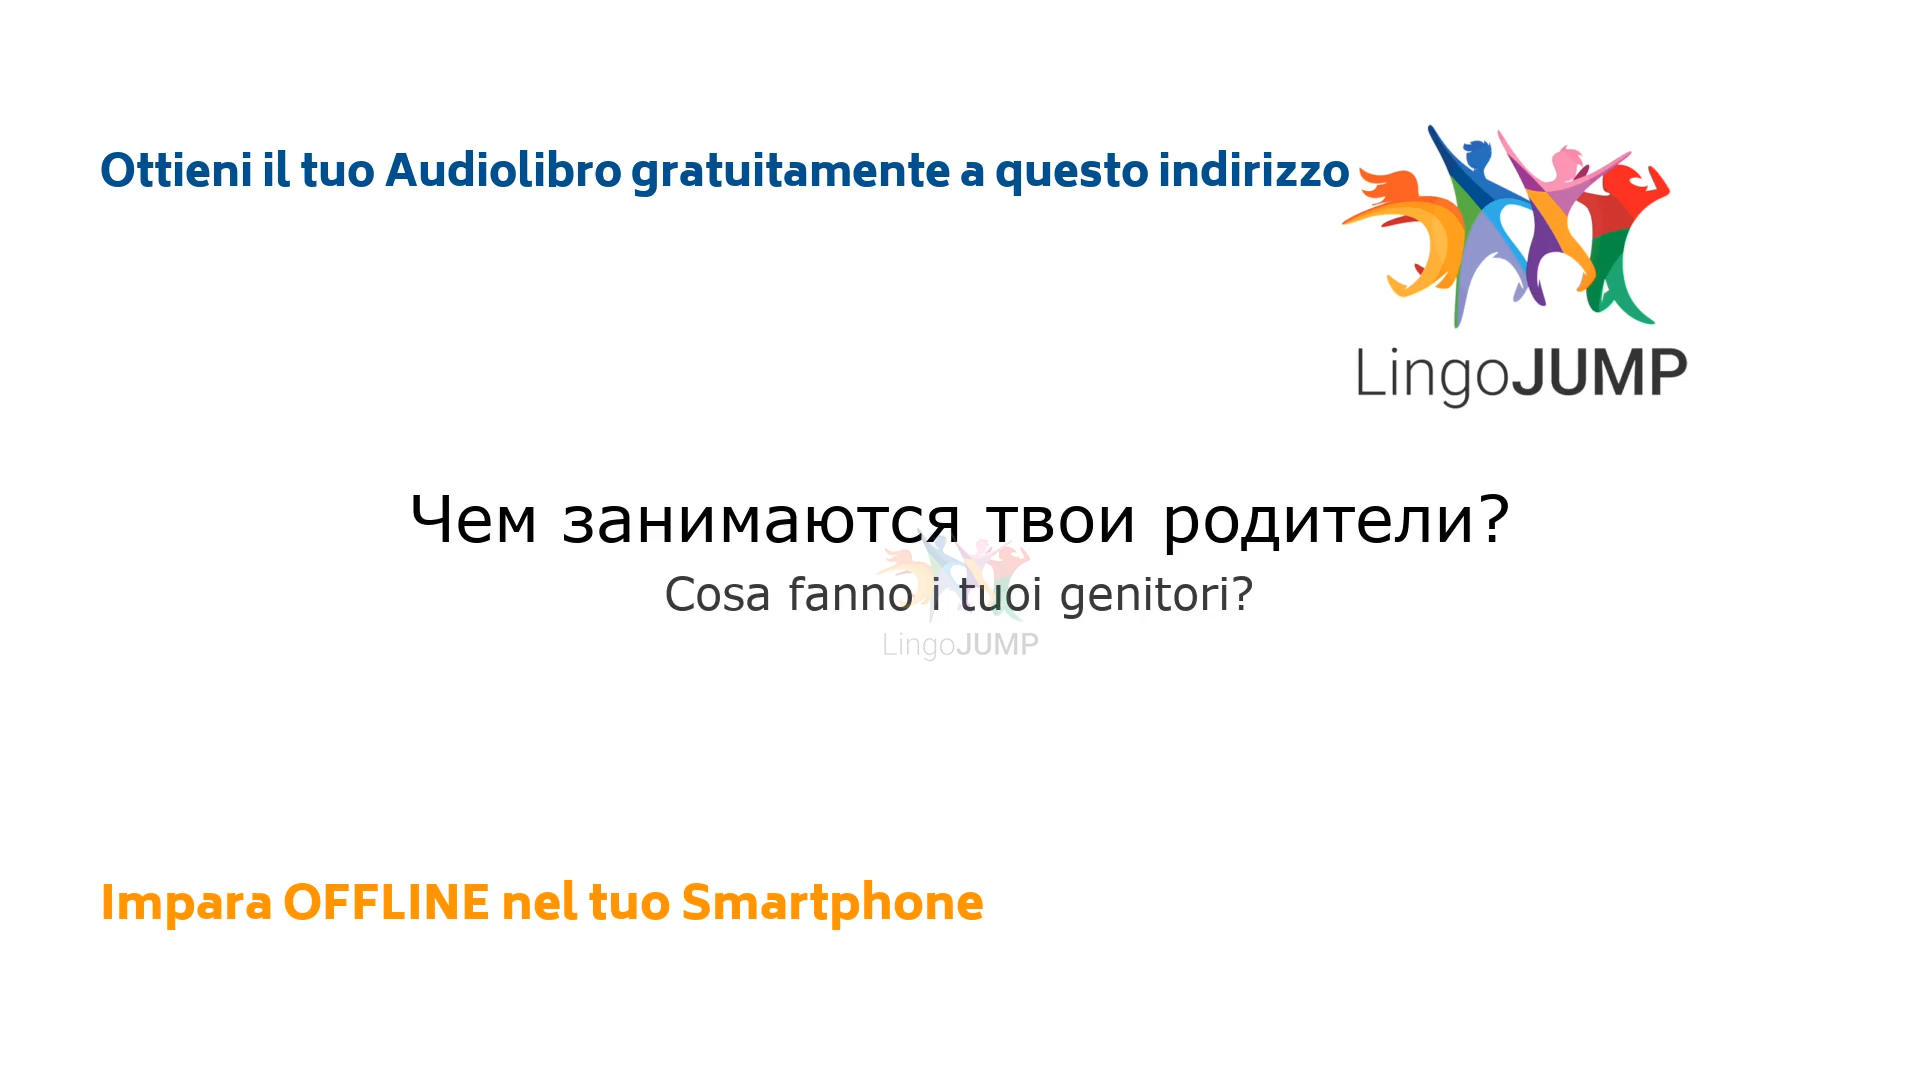 Ottieni il tuo Audiolibro gratuitamente a questo indirizzo
LingoJUMP
Чем занимаются твои родители?
Cosa fanno i tuoi genitori?
LingoJUMP
Impara OFFLINE nel tuo Smartphone